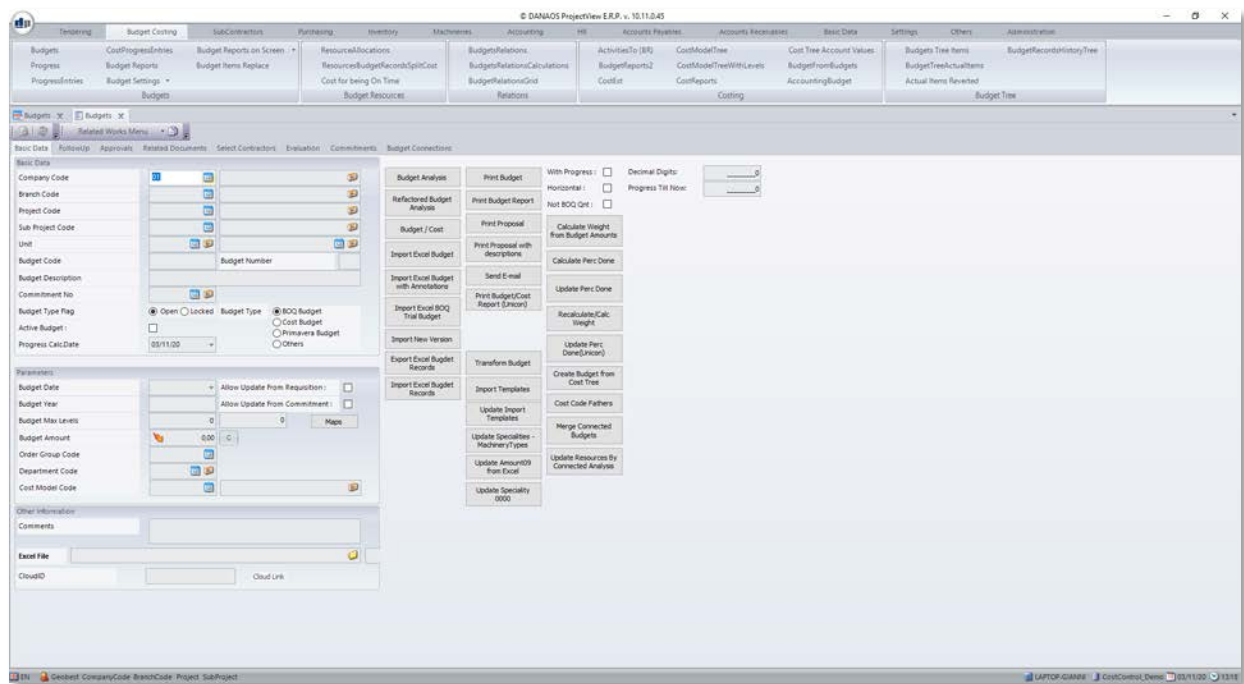 © DANAOS ProjectView E.R.P. v. 10.11.0.45
Tendering Budget Costing SubContractors Purchasing Inventory Machineries Accounting HR Accounts Payables Accounts Receivables Basic Data Settings Others Administration
Budgets CostProgressEntries Budget Reports on Screen ResourceAllocations BudgetsRelations ActivitiesTo (BR) CostModelTree Cost Tree Account Values Budgets Tree Items BudgetRecordsHistoryTree
Progress Budget Reports Budget Items Replace ResourcesBudgetRecordsSplitCost BudgetsRelationsCalculations BudgetReports2 CostModelTreeWithLevels BudgetFromBudgets BudgetTreeActualItems
ProgressEntries Budget Settings Cost for being On Time BudgetRelationsGrid CostEst CostReports AccountingBudget Actual Items Reverted
Budgets Budget Resources Relations Costing Budget Tree
Budgets Budgets
Related Works Menu
Basic Data FollowUp Approvals Related Documents Select Contractors Evaluation Commitments Budget Connections
Basic Data
Company Code 01
Branch Code
Project Code
Sub Project Code
Unit
Budget Code Budget Number
Budget Description
Commitment No
Budget Type Flag Open Locked Budget Type BOQ Budget
Cost Budget
Active Budget :
Primavera Budget
Progress Calc.Date 03/11/20 Others
Parameters
Budget Date Allow Update From Requisition :
Budget Year Allow Update From Commitment :
Budget Max Levels 0 0 Maps
Budget Amount 0,00 G
Order Group Code
Department Code
Cost Model Code
Other Information
Comments
Excel File
CloudID Cloud Link
Budget Analysis
Refactored Budget
Analysis
Budget / Cost
Import Excel Budget
Import Excel Budget
with Annotations
Import Excel BOQ
Trial Budget
Import New Version
Export Excel Bugdet
Records
Import Excel Bugdet
Records
Print Budget
Print Budget Report
Print Proposal
Print Proposal with
descriptions
Send E-mail
Print Budget/Cost
Report (Unicon)
Transform Budget
Import Templates
Update Import
Templates
Update Specialities -
MachineryTypes
Update Amount09
from Excel
Update Speciality
0000
With Progress : Decimal Digits: 0
Horizontal : Progress Till Now: 0
Not BOQ Qnt :
Calculate Weight
from Budget Amounts
Calculate Perc Done
Update Perc Done
Recalculate/Calc
Weight
Update Perc
Done(Unicon)
Create Budget from
Cost Tree
Cost Code Fathers
Merge Connected
Budgets
Update Resources By
Connected Analysis
EN Geobest CompanyCode BranchCode Project SubProject LAPTOP-GIANNI CostControl_Demo 03/11/20 13:18